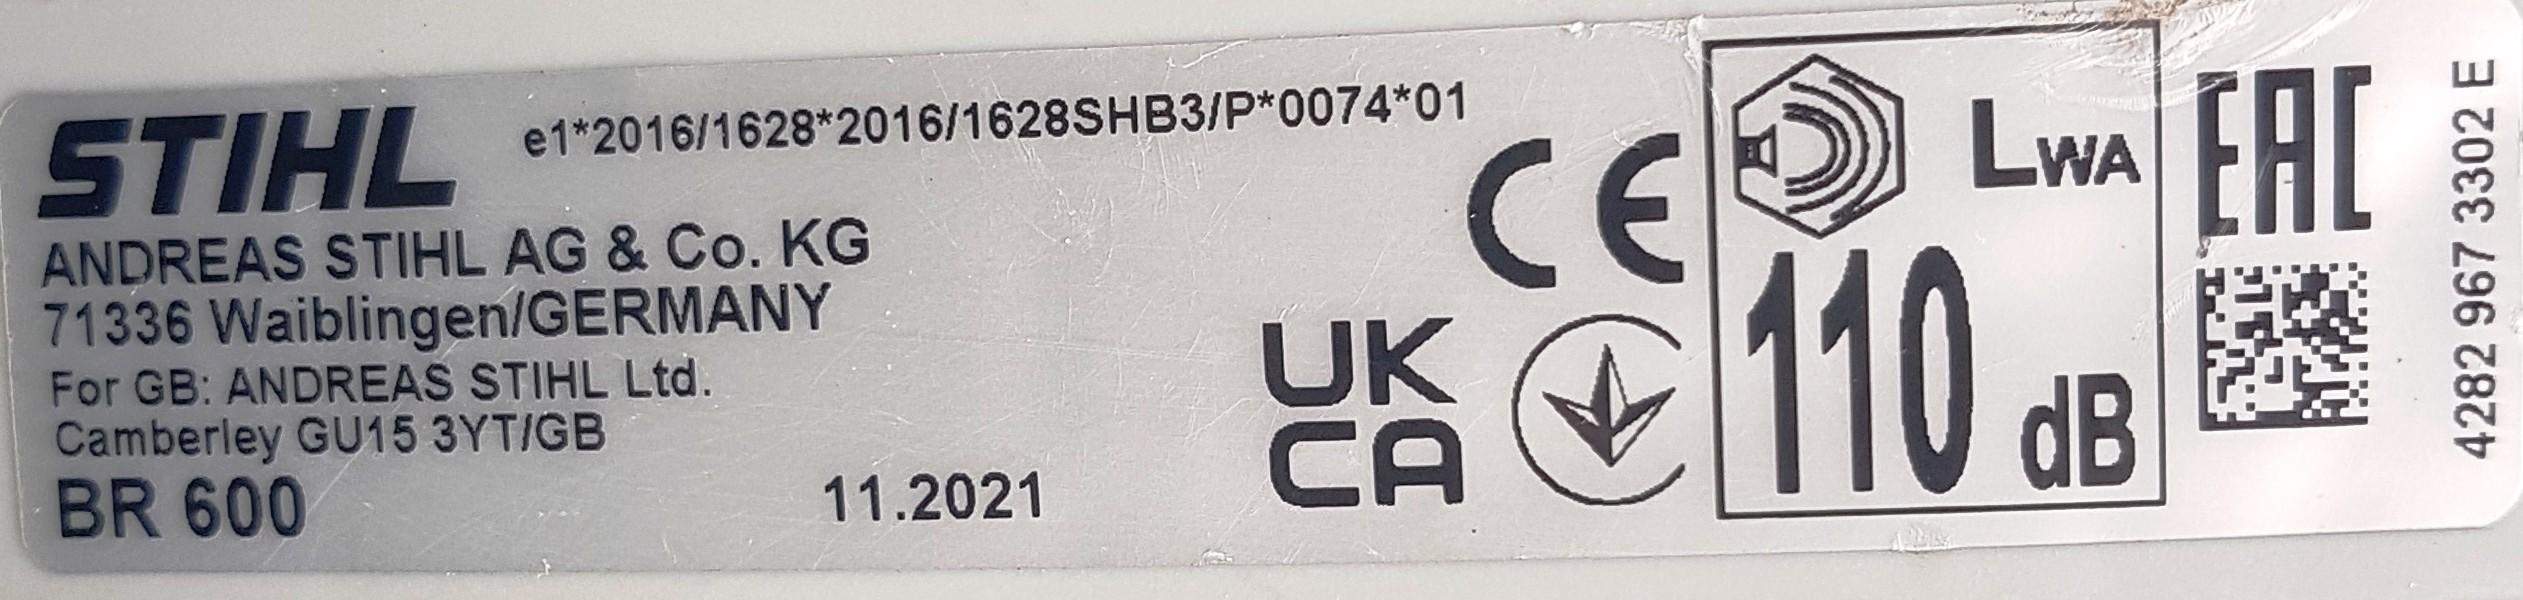 STIHL
e1*2016/1628*2016/1628SHB3/P*0074*01
ANDREAS STIHL AG & Co. KG
71336 Waiblingen/GERMANY
For GB: ANDREAS STIHL Ltd.
Camberley GU15 3YT/GB
BR 600
11.2021
CE
UK
CA
LWA
110 dB
EAC
4282 967 3302 E